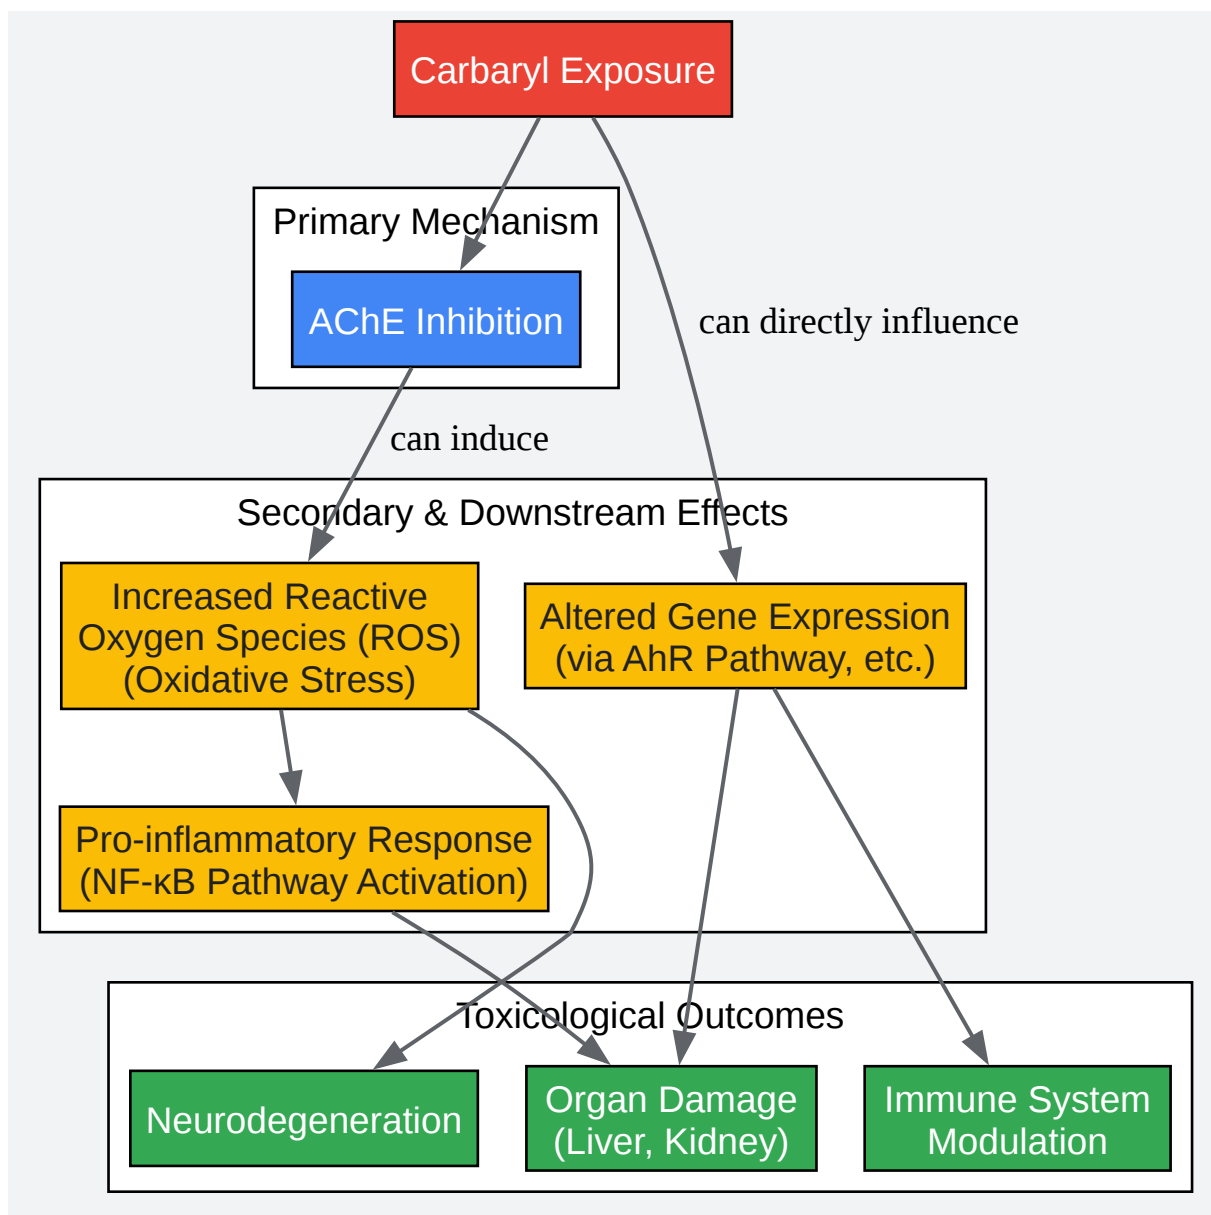 Carbaryl Exposure
Primary Mechanism
AChE Inhibition
can directly influence
can induce
Secondary & Downstream Effects
Increased Reactive
Oxygen Species (ROS)
(Oxidative Stress)
Altered Gene Expression
(via AhR Pathway, etc.)
Pro-inflammatory Response
(NF-κB Pathway Activation)
Toxicological Outcomes
Neurodegeneration
Organ Damage
(Liver, Kidney)
Immune System
Modulation